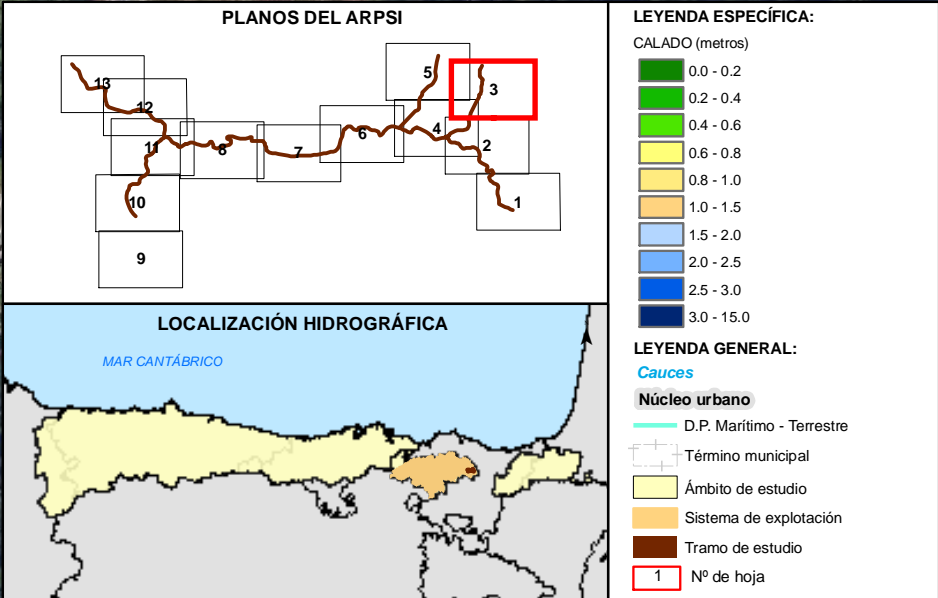 PLANOS DEL ARPSI
13
12
11
10
9
8
7
6
5
4
3
2
1
LOCALIZACIÓN HIDROGRÁFICA
MAR CANTÁBRICO
LEYENDA ESPECÍFICA:
CALADO (metros)
0.0 - 0.2
0.2 - 0.4
0.4 - 0.6
0.6 - 0.8
0.8 - 1.0
1.0 - 1.5
1.5 - 2.0
2.0 - 2.5
2.5 - 3.0
3.0 - 15.0
LEYENDA GENERAL:
Cauces
Núcleo urbano
D.P. Marítimo - Terrestre
Término municipal
Ámbito de estudio
Sistema de explotación
Tramo de estudio
1 Nº de hoja